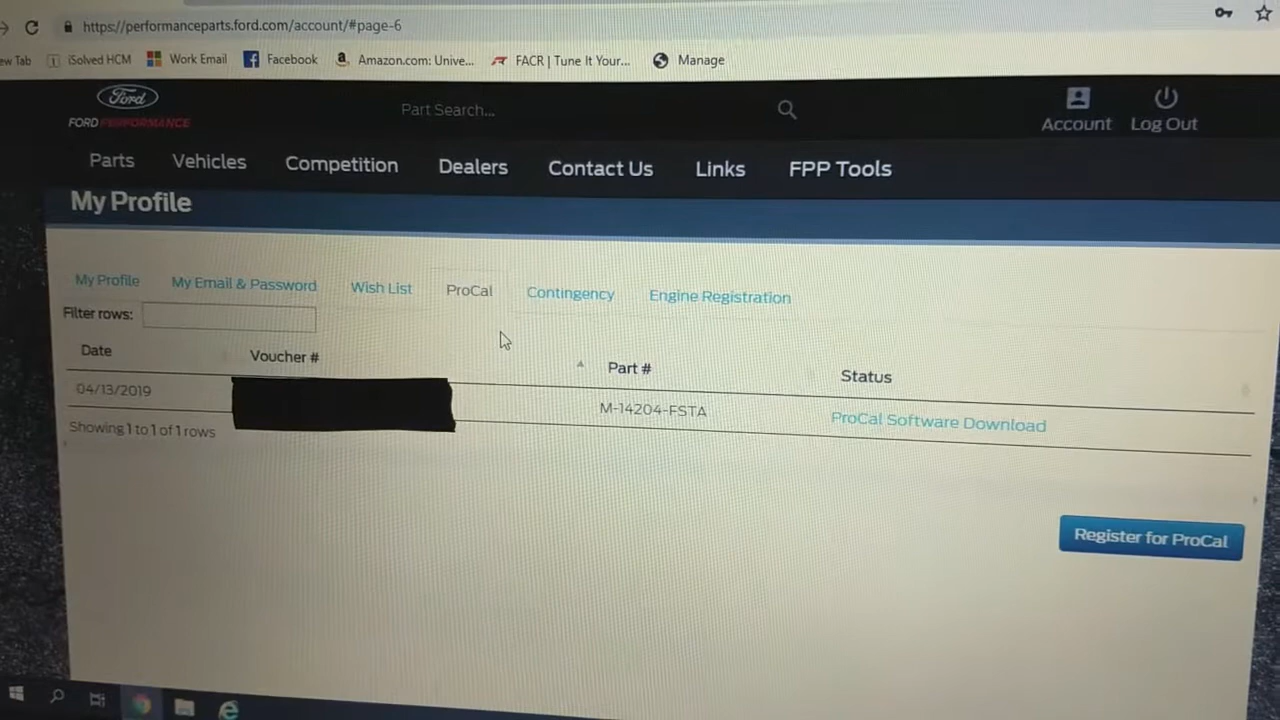 https://performanceparts.ford.com/account/#page-6
ew Tab iSolved HCM Work Email Facebook Amazon.com: Unive... FACR | Tune It Your... Manage
Ford
FORD PERFORMANCE
Part Search...
Account Log Out
Parts Vehicles Competition Dealers Contact Us Links FPP Tools
My Profile
My Profile My Email & Password Wish List ProCal Contingency Engine Registration
Filter rows:
Date Voucher # Part # Status
04/13/2019 M-14204-FSTA ProCal Software Download
Showing 1 to 1 of 1 rows
Register for ProCal